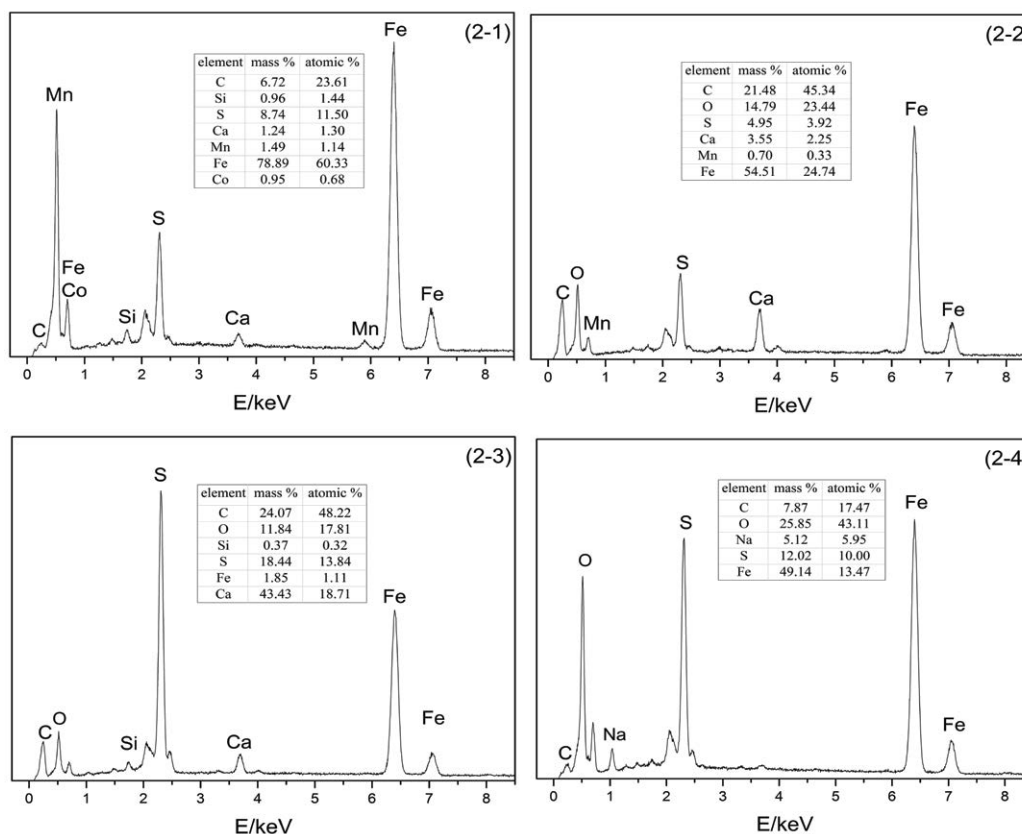 (2-1)
Fe
element mass % atomic %
C 6.72 23.61
Si 0.96 1.44
S 8.74 11.50
Ca 1.24 1.30
Mn 1.49 1.14
Fe 78.89 60.33
Co 0.95 0.68
Mn
S
Fe
Co
C
Si
Ca
Mn
Fe
0 1 2 3 4 5 6 7 8
E/keV
(2-2
element mass % atomic %
C 21.48 45.34
O 14.79 23.44
S 4.95 3.92
Ca 3.55 2.25
Mn 0.70 0.33
Fe 54.51 24.74
Fe
C
O
Mn
S
Ca
Fe
0 1 2 3 4 5 6 7 8
E/keV
(2-3)
S
element mass % atomic %
C 24.07 48.22
O 11.84 17.81
Si 0.37 0.32
S 18.44 13.84
Fe 1.85 1.11
Ca 43.43 18.71
Fe
C
O
Si
Ca
Fe
0 1 2 3 4 5 6 7 8
E/keV
(2-4
element mass % atomic %
C 7.87 17.47
O 25.85 43.11
Na 5.12 5.95
S 12.02 10.00
Fe 49.14 13.47
Fe
S
O
C
Na
Fe
0 1 2 3 4 5 6 7 8
E/keV